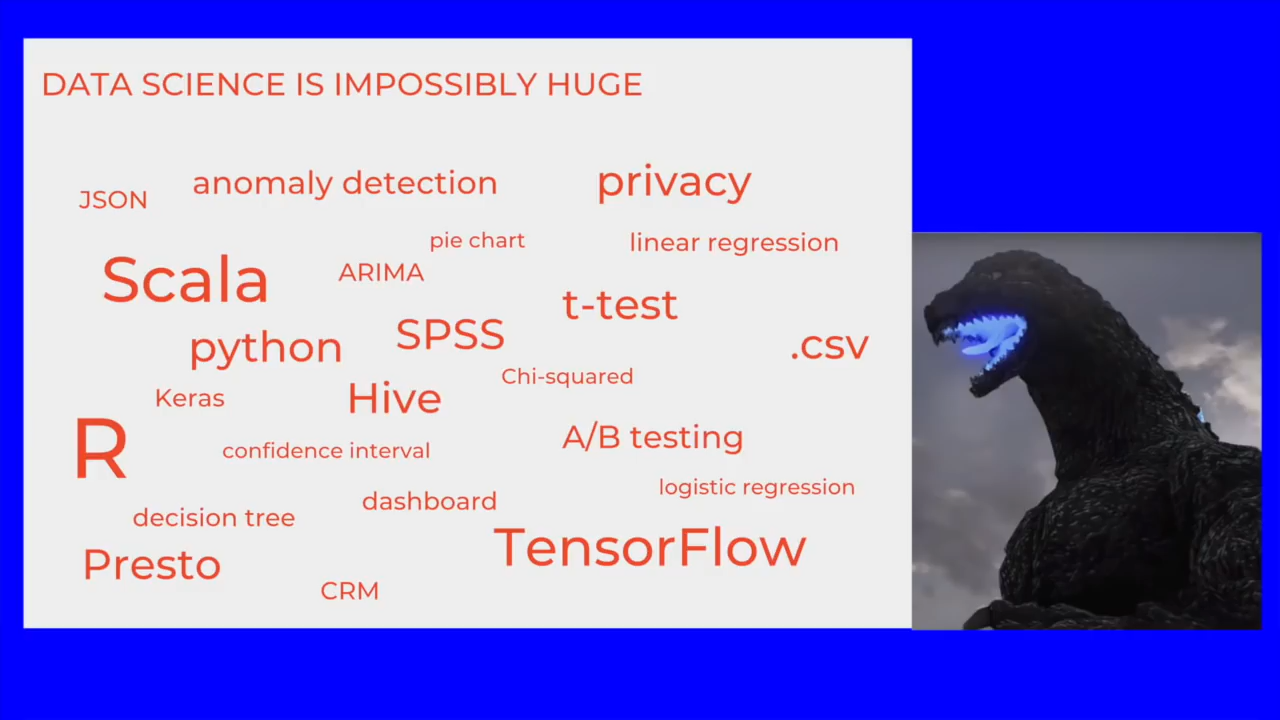 DATA SCIENCE IS IMPOSSIBLY HUGE
JSON
anomaly detection
privacy
pie chart
linear regression
Scala
ARIMA
t-test
python
SPSS
.csv
Chi-squared
Keras
Hive
R
confidence interval
A/B testing
decision tree
dashboard
logistic regression
Presto
TensorFlow
CRM